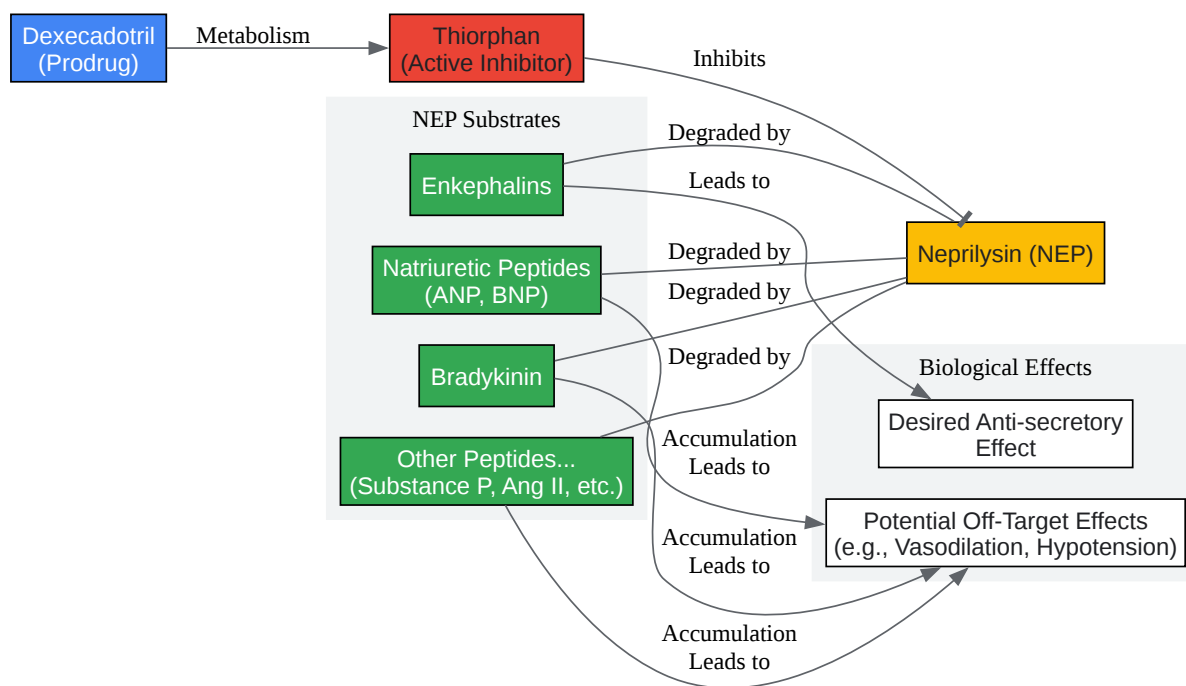 Dexecadotril
(Prodrug)
Metabolism
Thiorphan
(Active Inhibitor)
Inhibits
NEP Substrates
Degraded by
Enkephalins
Leads to
Natriuretic Peptides
(ANP, BNP)
Degraded by
Neprilysin (NEP)
Degraded by
Bradykinin
Degraded by
Biological Effects
Desired Anti-secretory
Effect
Other Peptides...
(Substance P, Ang II, etc.)
Accumulation
Leads to
Potential Off-Target Effects
(e.g., Vasodilation, Hypotension)
Accumulation
Leads to
Accumulation
Leads to